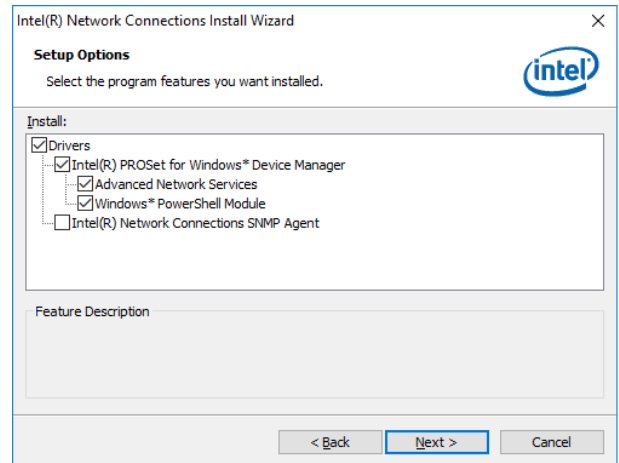 Intel(R) Network Connections Install Wizard
Setup Options
Select the program features you want installed.
intel
Install:
Drivers
Intel(R) PROSet for Windows* Device Manager
Advanced Network Services
Windows* PowerShell Module
Intel(R) Network Connections SNMP Agent
Feature Description
< Back Next > Cancel